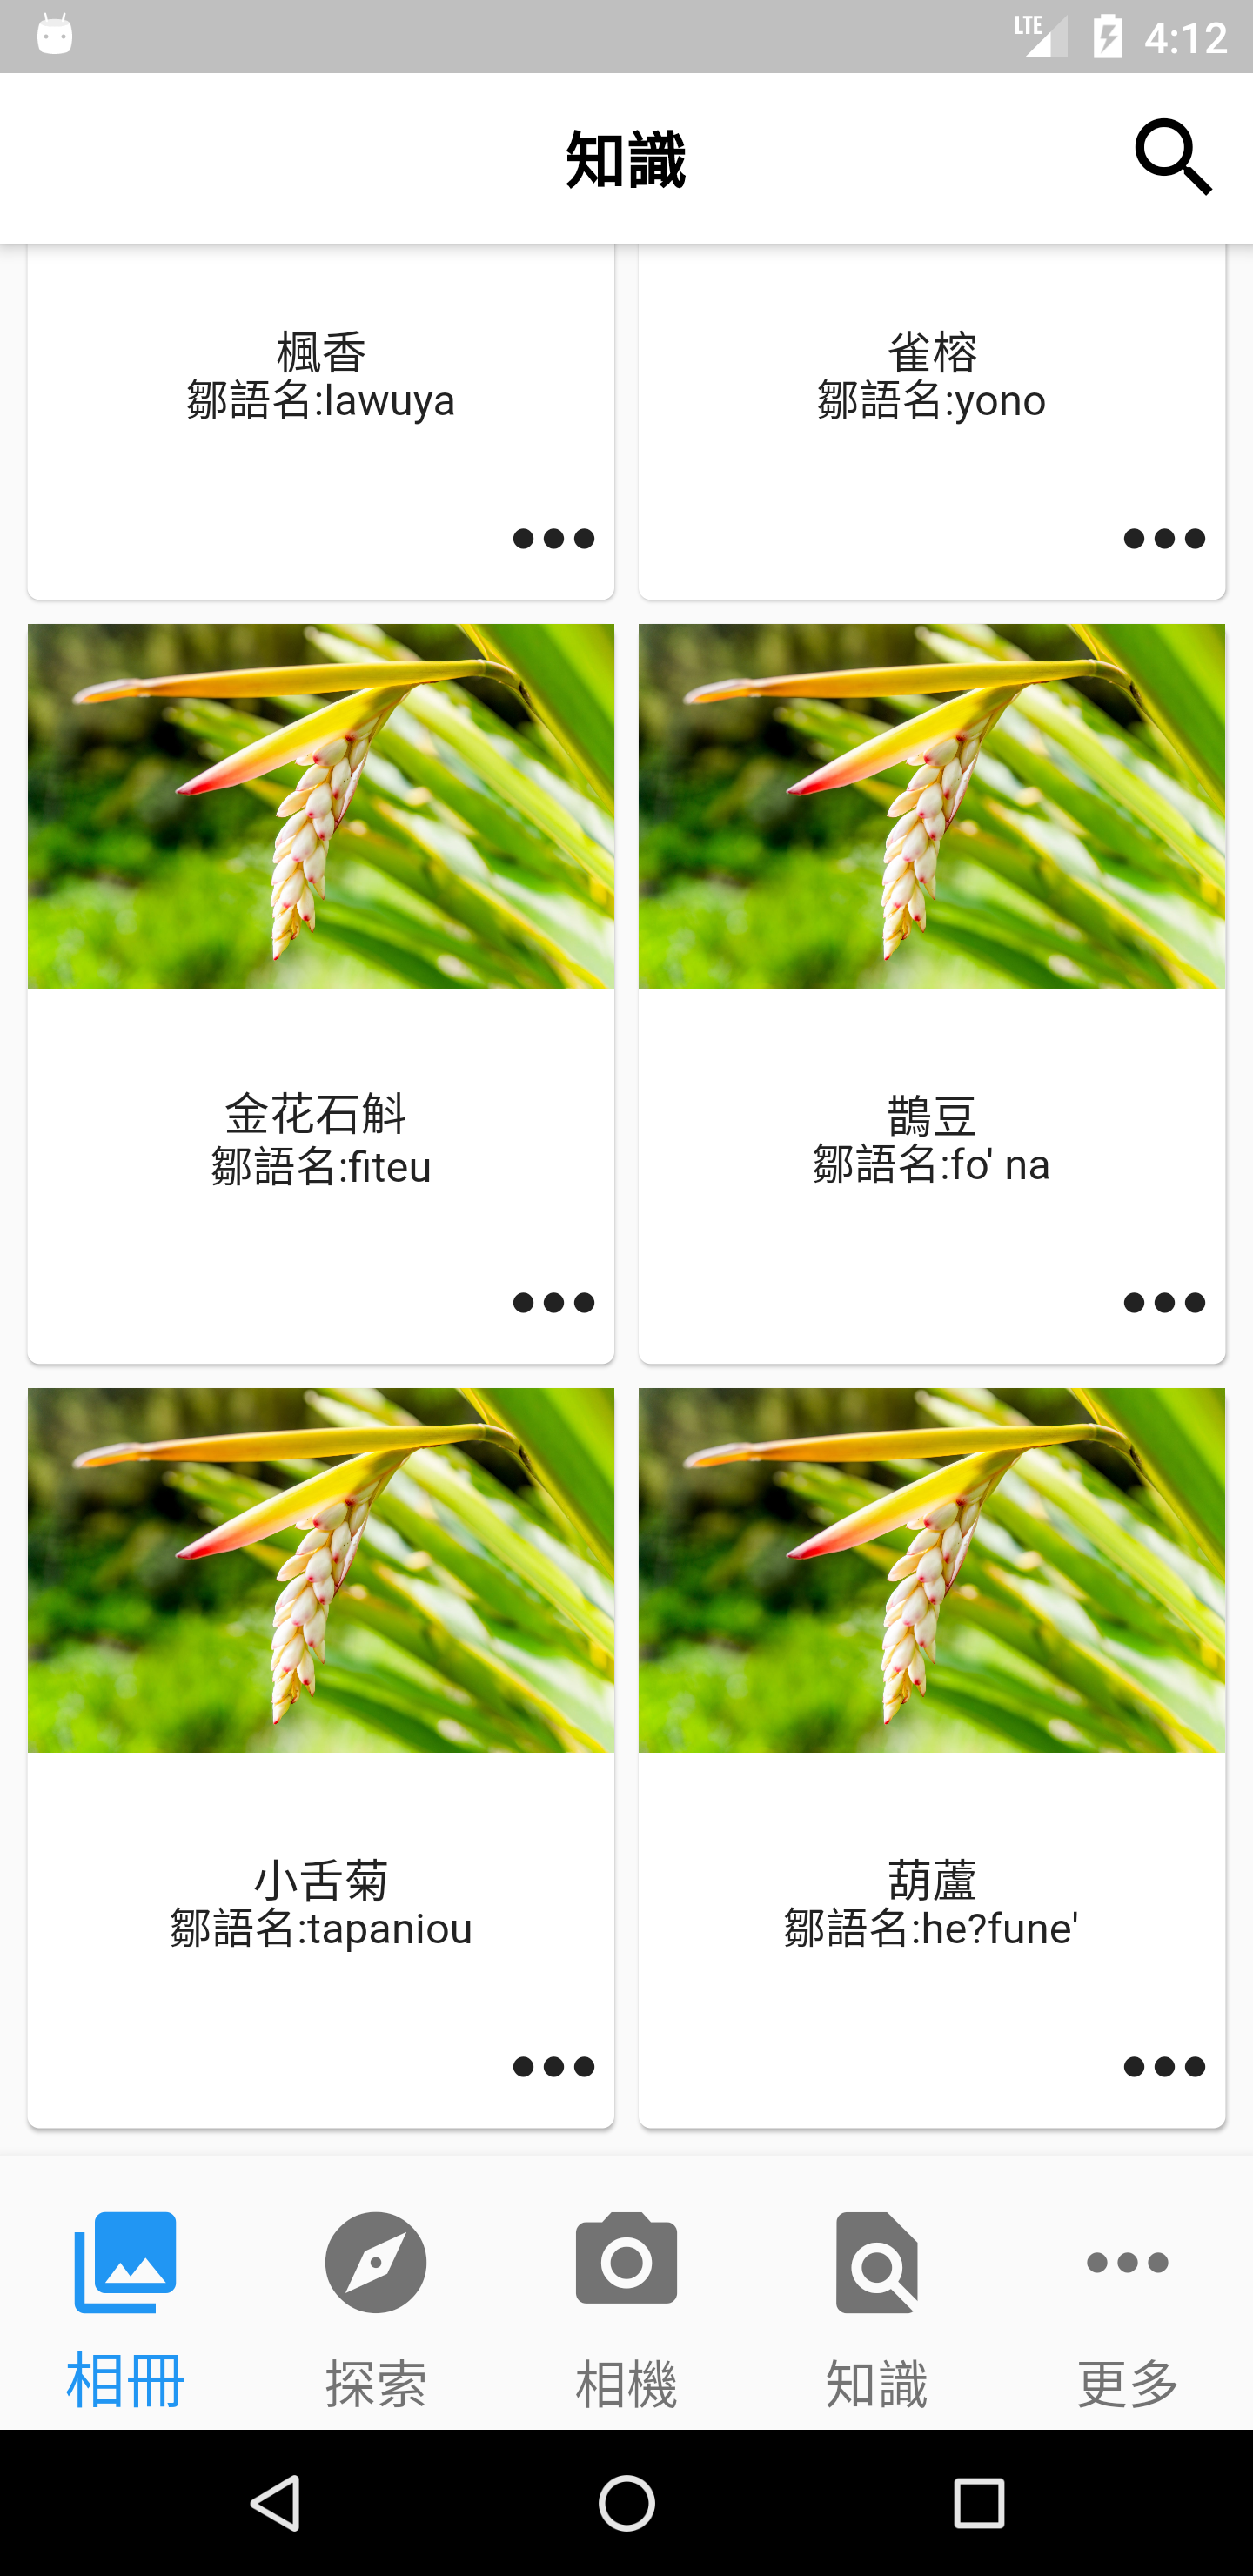 LTE 4:12
知識
楓香
鄒語名:lawuya
雀榕
鄒語名:yono
金花石斛
鄒語名:fiteu
鵲豆
鄒語名:fo' na
小舌菊
鄒語名:tapaniou
葫蘆
鄒語名:he?fune'
相冊
探索
相機
知識
更多